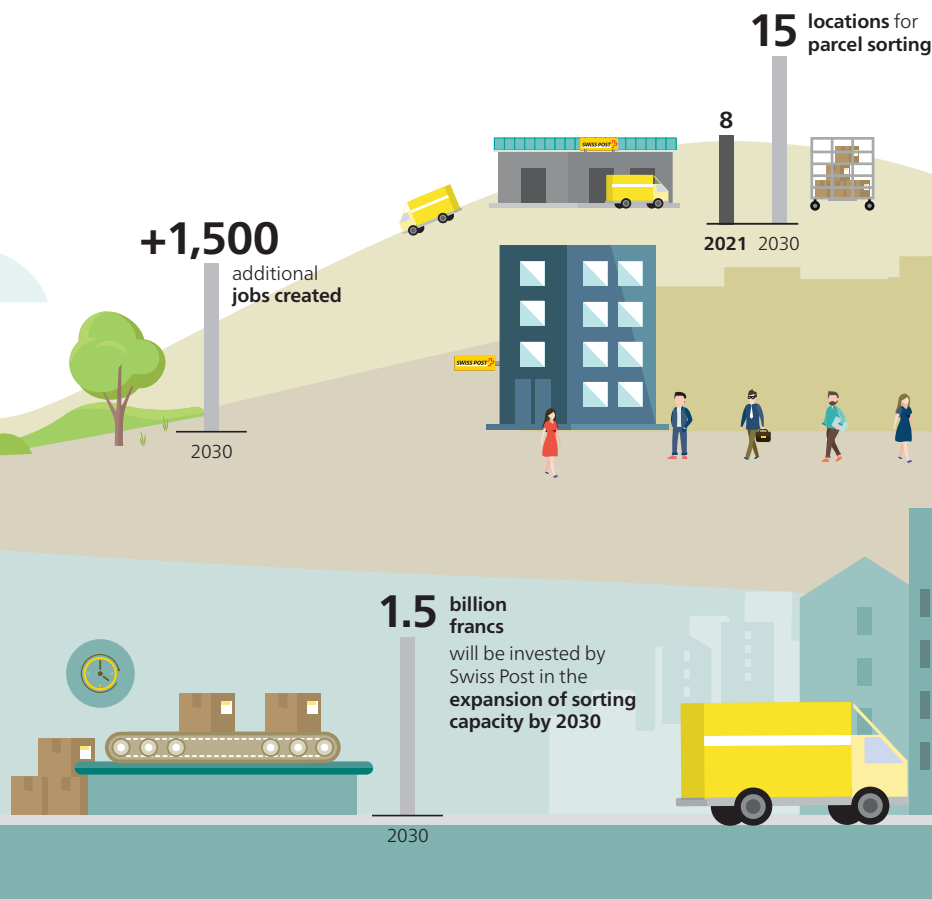 15 locations for
parcel sorting
8
SWISS POST
2021 2030
+1,500
additional
jobs created
SWISS POST
2030
1.5 billion
francs
will be invested by
Swiss Post in the
expansion of sorting
capacity by 2030
2030